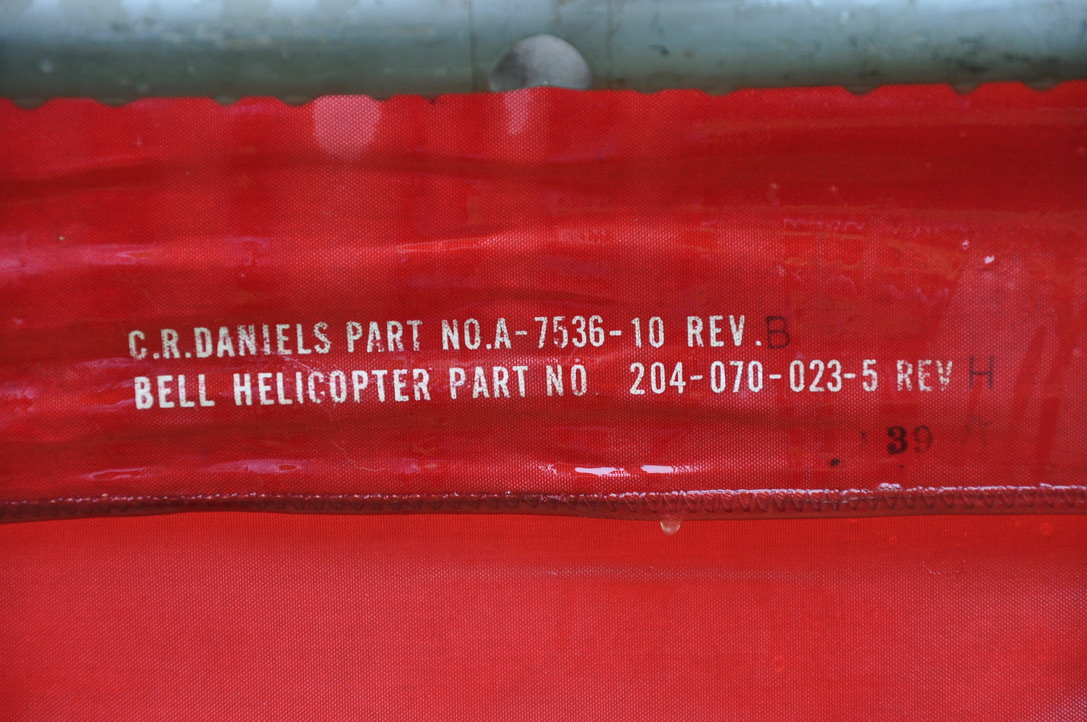 C.R.DANIELS PART NO.A-7536-10 REV.B
BELL HELICOPTER PART NO 204-070-023-5 REV H
39